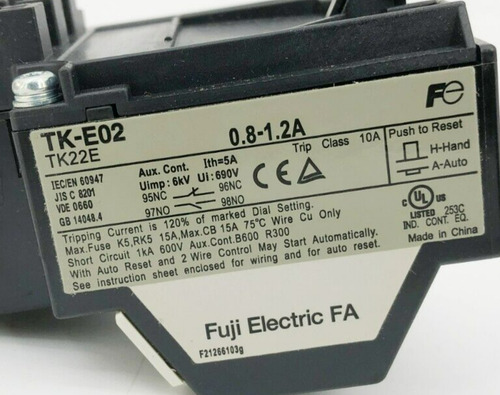 TK-E02
0.8-1.2A
Fe
TK22E
Trip Class 10A
Push to Reset
H-Hand
A-Auto
IEC/EN 60947
JIS C 8201
VDE 0660
GB 14048.4
Aux. Cont. Ith=5A
Uimp: 6kV Ui: 690V
95NC 96NC
97NO 98NO
CE
C UL US
LISTED 253C
IND. CONT. EQ.
Made in China
Tripping Current is 120% of marked Dial Setting.
Max.Fuse K5,RK5 15A,Max.CB 15A 75°C Wire Cu Only
Short Circuit 1kA 600V Aux.Cont.B600 R300
With Auto Reset and 2 Wire Control May Start Automatically.
See instruction sheet enclosed for wiring and for auto reset.
Fuji Electric FA
F21266103g